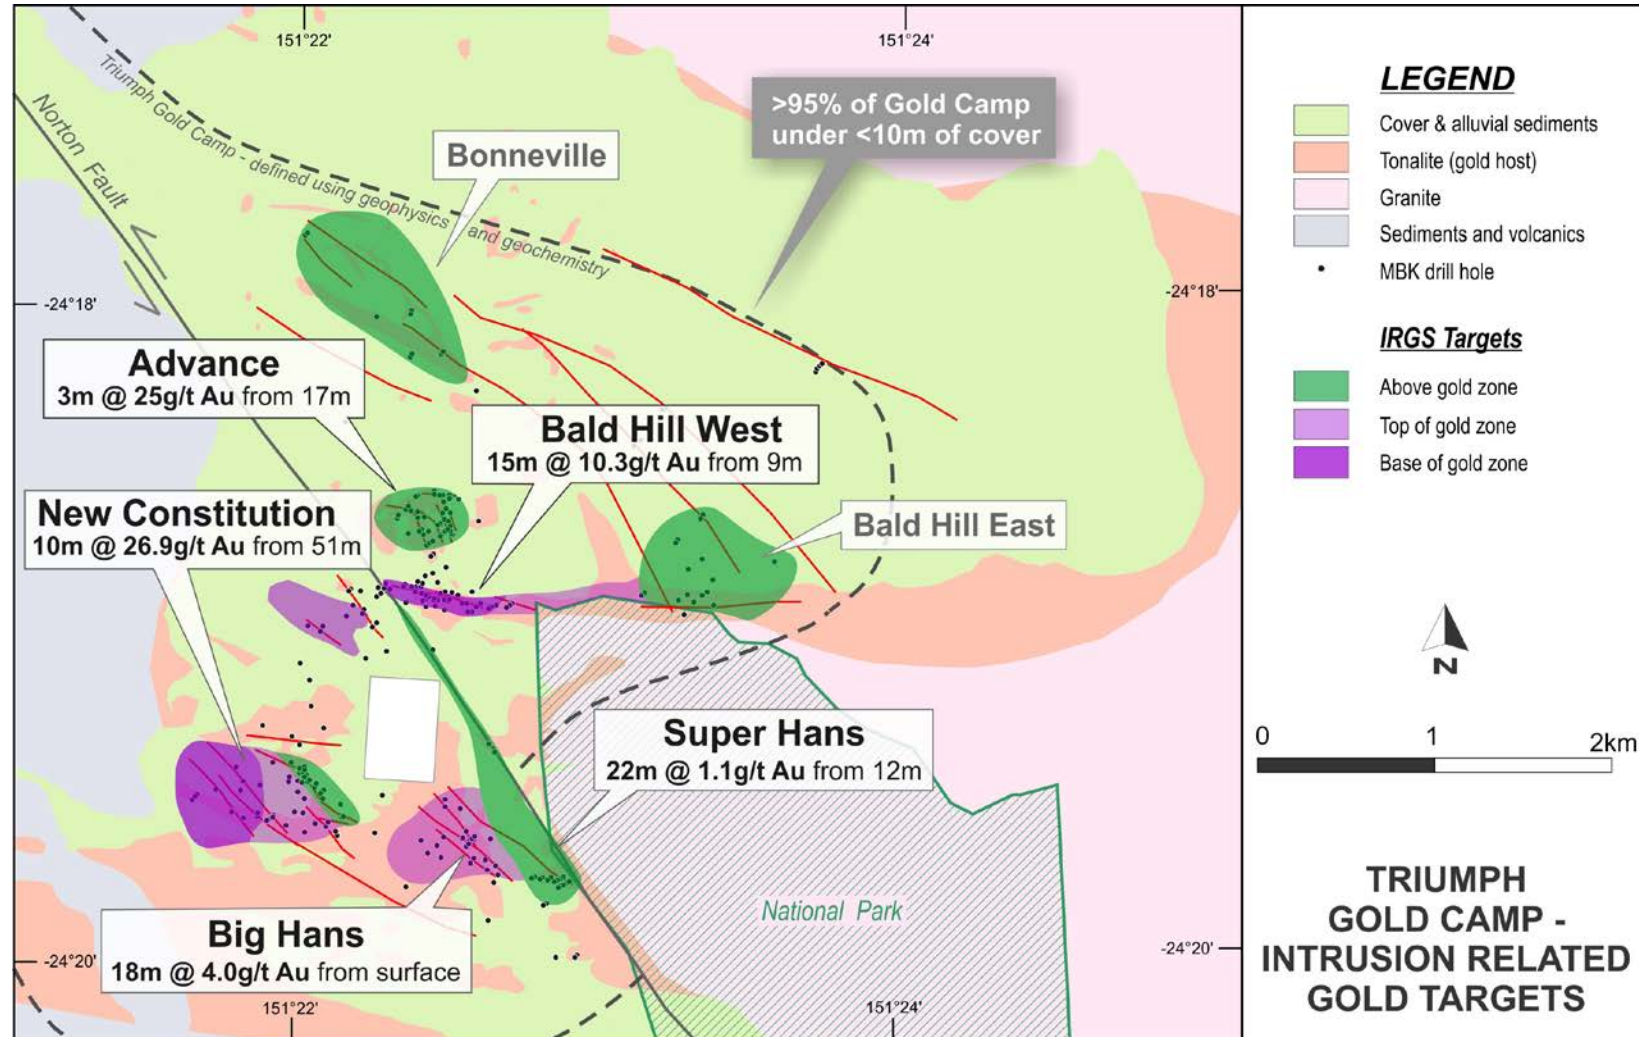 151°22'
151°24'
Triumph Gold Camp - defined using geophysics and geochemistry
Norton Fault
>95% of Gold Camp
under <10m of cover
Bonneville
-24°18'
-24°18'
Advance
3m @ 25g/t Au from 17m
Bald Hill West
15m @ 10.3g/t Au from 9m
New Constitution
10m @ 26.9g/t Au from 51m
Bald Hill East
Super Hans
22m @ 1.1g/t Au from 12m
National Park
Big Hans
18m @ 4.0g/t Au from surface
-24°20'
-24°20'
151°22'
151°24'
LEGEND
Cover & alluvial sediments
Tonalite (gold host)
Granite
Sediments and volcanics
MBK drill hole
IRGS Targets
Above gold zone
Top of gold zone
Base of gold zone
N
0 1 2km
TRIUMPH
GOLD CAMP -
INTRUSION RELATED
GOLD TARGETS